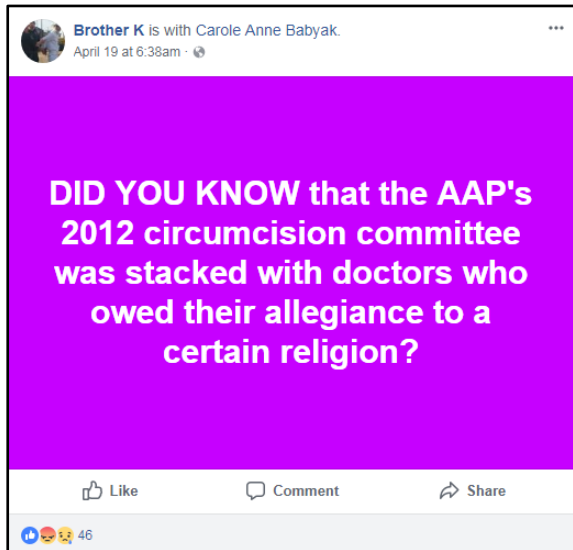 Brother K is with Carole Anne Babyak.
April 19 at 6:38am ·
DID YOU KNOW that the AAP's
2012 circumcision committee
was stacked with doctors who
owed their allegiance to a
certain religion?
Like Comment Share
46